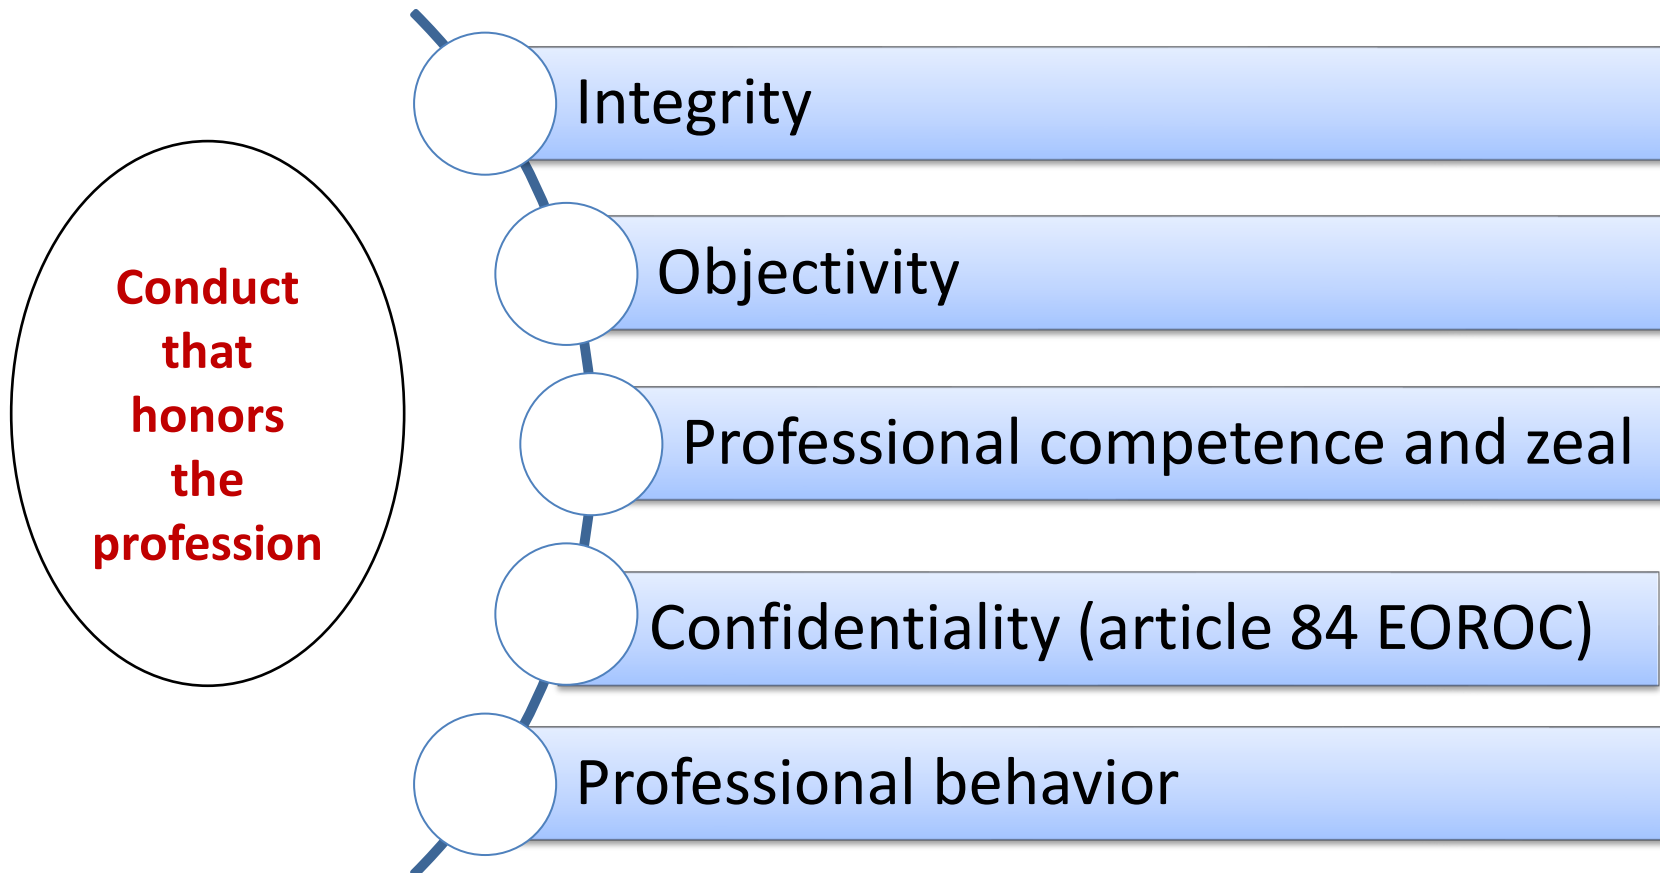 Conduct
that
honors
the
profession
Integrity
Objectivity
Professional competence and zeal
Confidentiality (article 84 EOROC)
Professional behavior